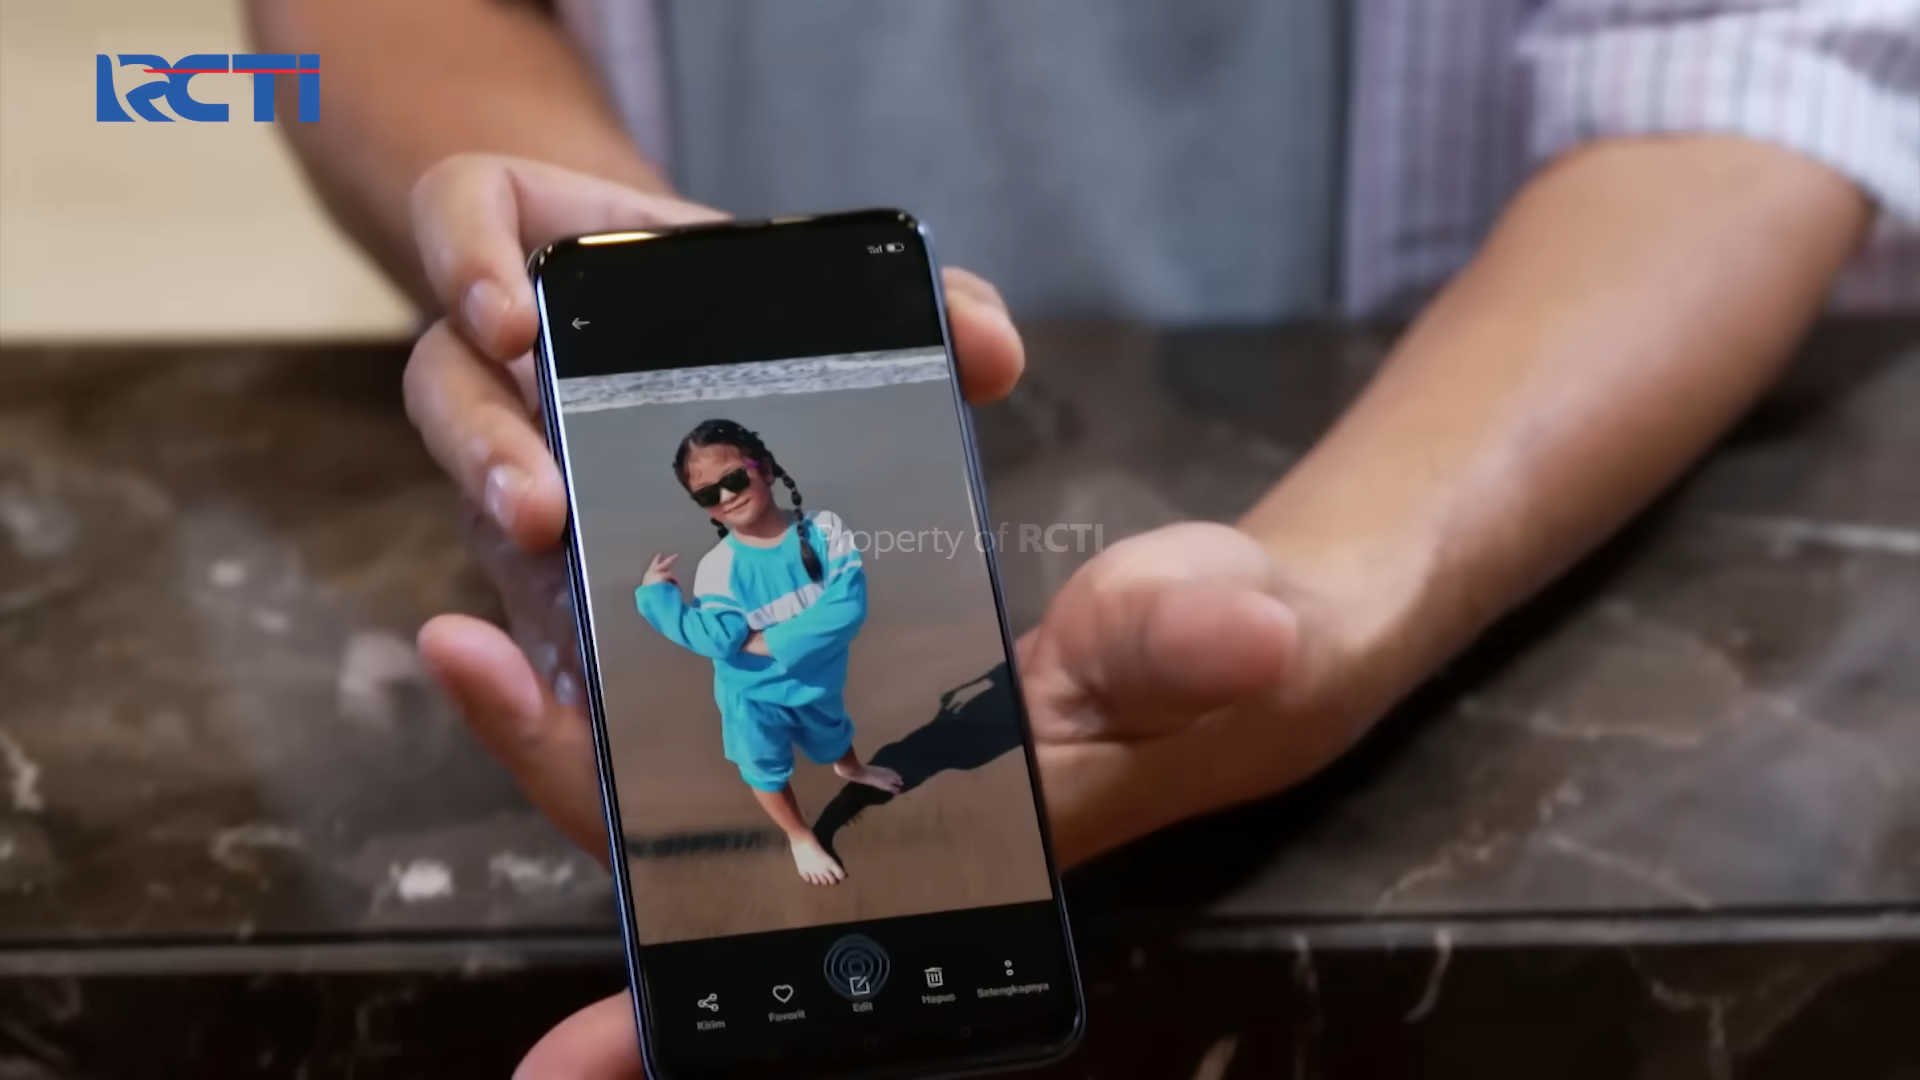 RCTI
Property of RCTI
Kirim
Favorit
Edit
Hapus
Selengkapnya